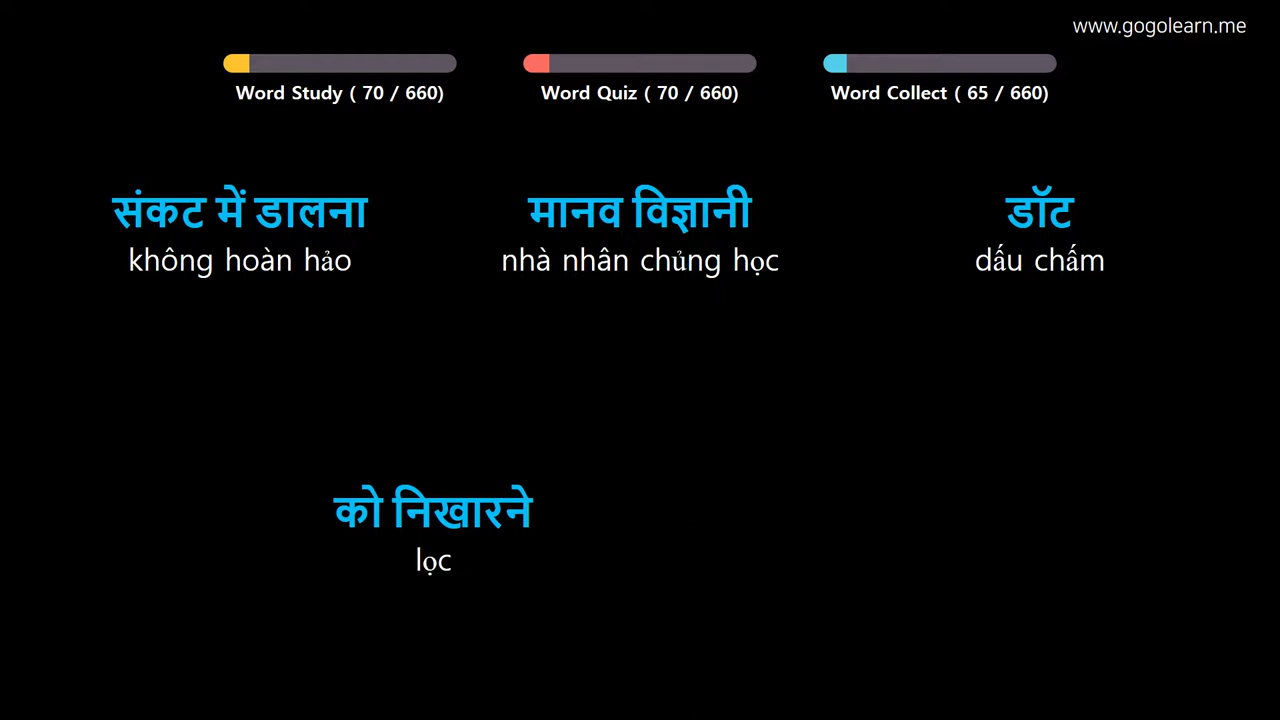 www.gogolearn.me
Word Study ( 70 / 660)
Word Quiz ( 70 / 660)
Word Collect ( 65 / 660)
संकट में डालना
không hoàn hảo
मानव विज्ञानी
nhà nhân chủng học
डॉट
dấu chấm
को निखारने
lọc